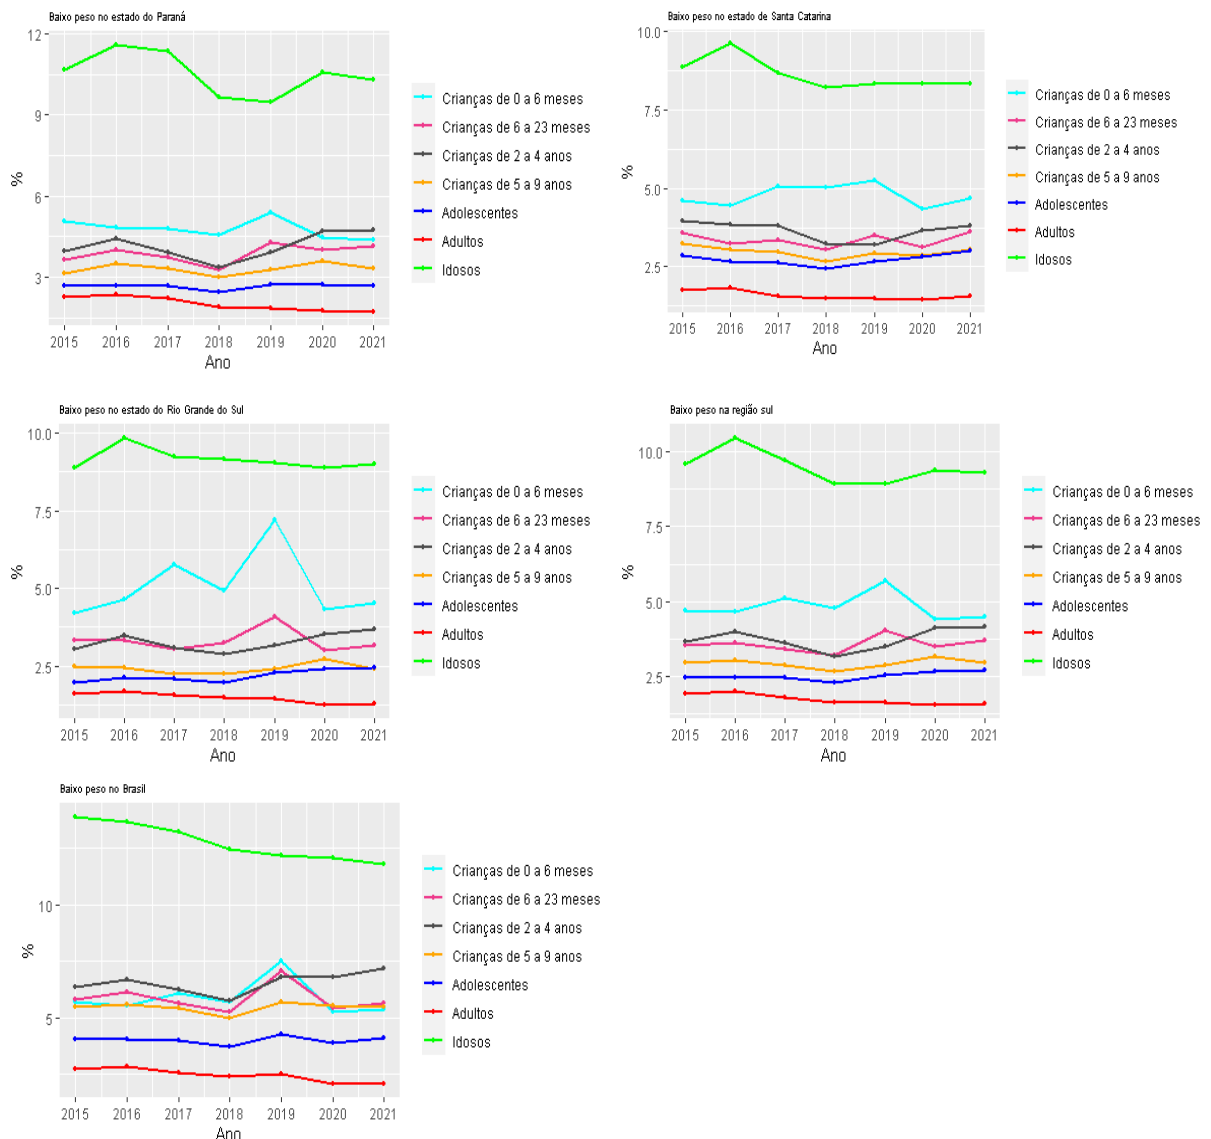 Baixo peso no estado do Paraná
12
9
6
3
%
2015 2016 2017 2018 2019 2020 2021
Ano
Crianças de 0 a 6 meses
Crianças de 6 a 23 meses
Crianças de 2 a 4 anos
Crianças de 5 a 9 anos
Adolescentes
Adultos
Idosos
Baixo peso no estado de Santa Catarina
10.0
7.5
5.0
2.5
%
2015 2016 2017 2018 2019 2020 2021
Ano
Crianças de 0 a 6 meses
Crianças de 6 a 23 meses
Crianças de 2 a 4 anos
Crianças de 5 a 9 anos
Adolescentes
Adultos
Idosos
Baixo peso no estado do Rio Grande do Sul
10.0
7.5
5.0
2.5
%
2015 2016 2017 2018 2019 2020 2021
Ano
Crianças de 0 a 6 meses
Crianças de 6 a 23 meses
Crianças de 2 a 4 anos
Crianças de 5 a 9 anos
Adolescentes
Adultos
Idosos
Baixo peso na região sul
10.0
7.5
5.0
2.5
%
2015 2016 2017 2018 2019 2020 2021
Ano
Crianças de 0 a 6 meses
Crianças de 6 a 23 meses
Crianças de 2 a 4 anos
Crianças de 5 a 9 anos
Adolescentes
Adultos
Idosos
Baixo peso no Brasil
10
5
%
2015 2016 2017 2018 2019 2020 2021
Ano
Crianças de 0 a 6 meses
Crianças de 6 a 23 meses
Crianças de 2 a 4 anos
Crianças de 5 a 9 anos
Adolescentes
Adultos
Idosos